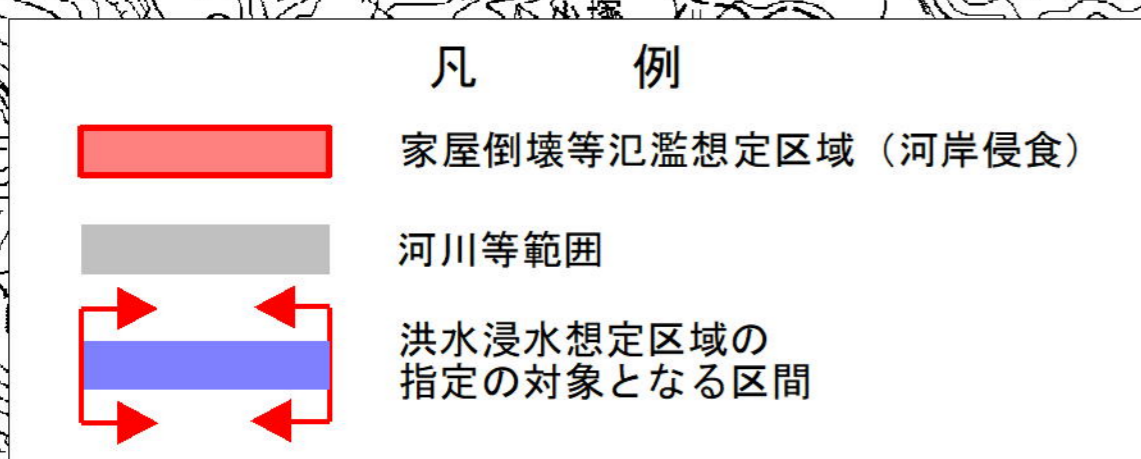 凡　例
家屋倒壊等氾濫想定区域（河岸侵食）
河川等範囲
洪水浸水想定区域の
指定の対象となる区間